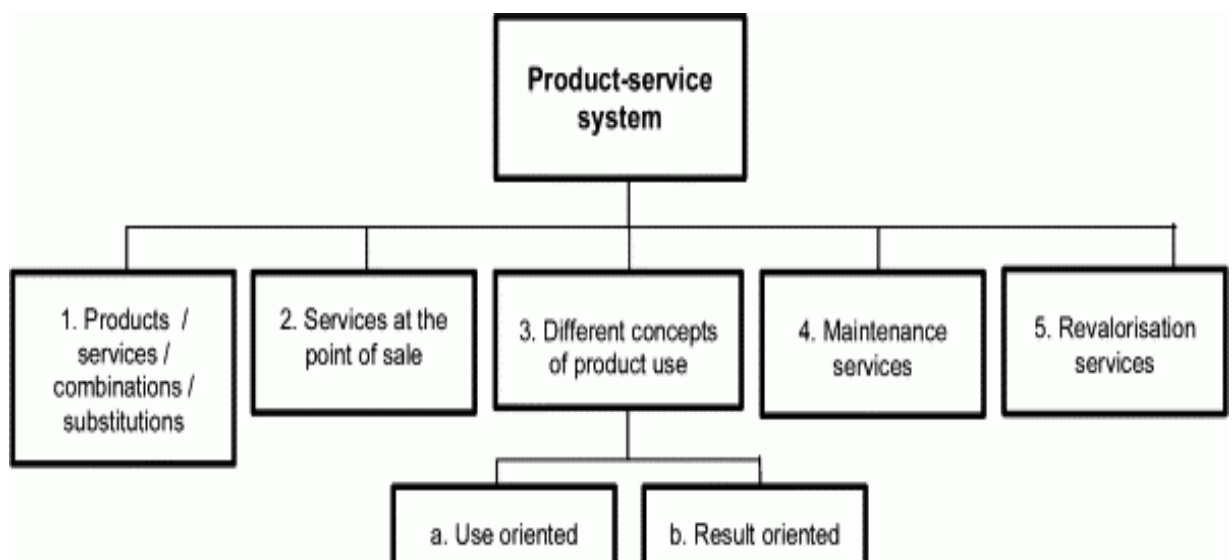 Product-service
system
1. Products /
services /
combinations /
substitutions
2. Services at the
point of sale
3. Different concepts
of product use
4. Maintenance
services
5. Revalorisation
services
a. Use oriented
b. Result oriented